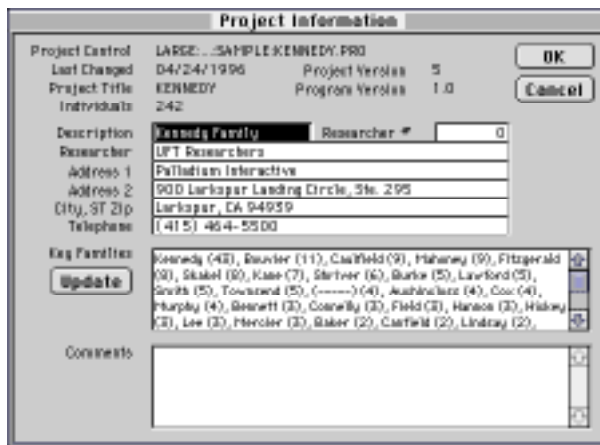 Project Information
Project Control LARGE:...:SAMPLE:KENNEDY.PRO
OK
Last Changed 04/24/1996 Project Version 5
Project Title KENNEDY Program Version 1.0
Cancel
Individuals 242
Description Kennedy Family Researcher # 0
Researcher UFT Researchers
Address 1 Palladium Interactive
Address 2 900 Larkspur Landing Circle, Ste. 295
City, ST Zip Larkspur, CA 94939
Telephone (415) 464-5500
Key Families Kennedy (43), Bouvier (11), Caulfield (9), Mahoney (9), Fitzgerald
Update
(8), Skakel (8), Kane (7), Shriver (6), Burke (5), Lawford (5),
Smith (5), Townsend (5), (-----) (4), Auchincloss (4), Cox (4),
Murphy (4), Bennett (3), Connelly (3), Field (3), Hanson (3), Hickey
(3), Lee (3), Mercier (3), Baker (2), Canfield (2), Lindsay (2),
Comments